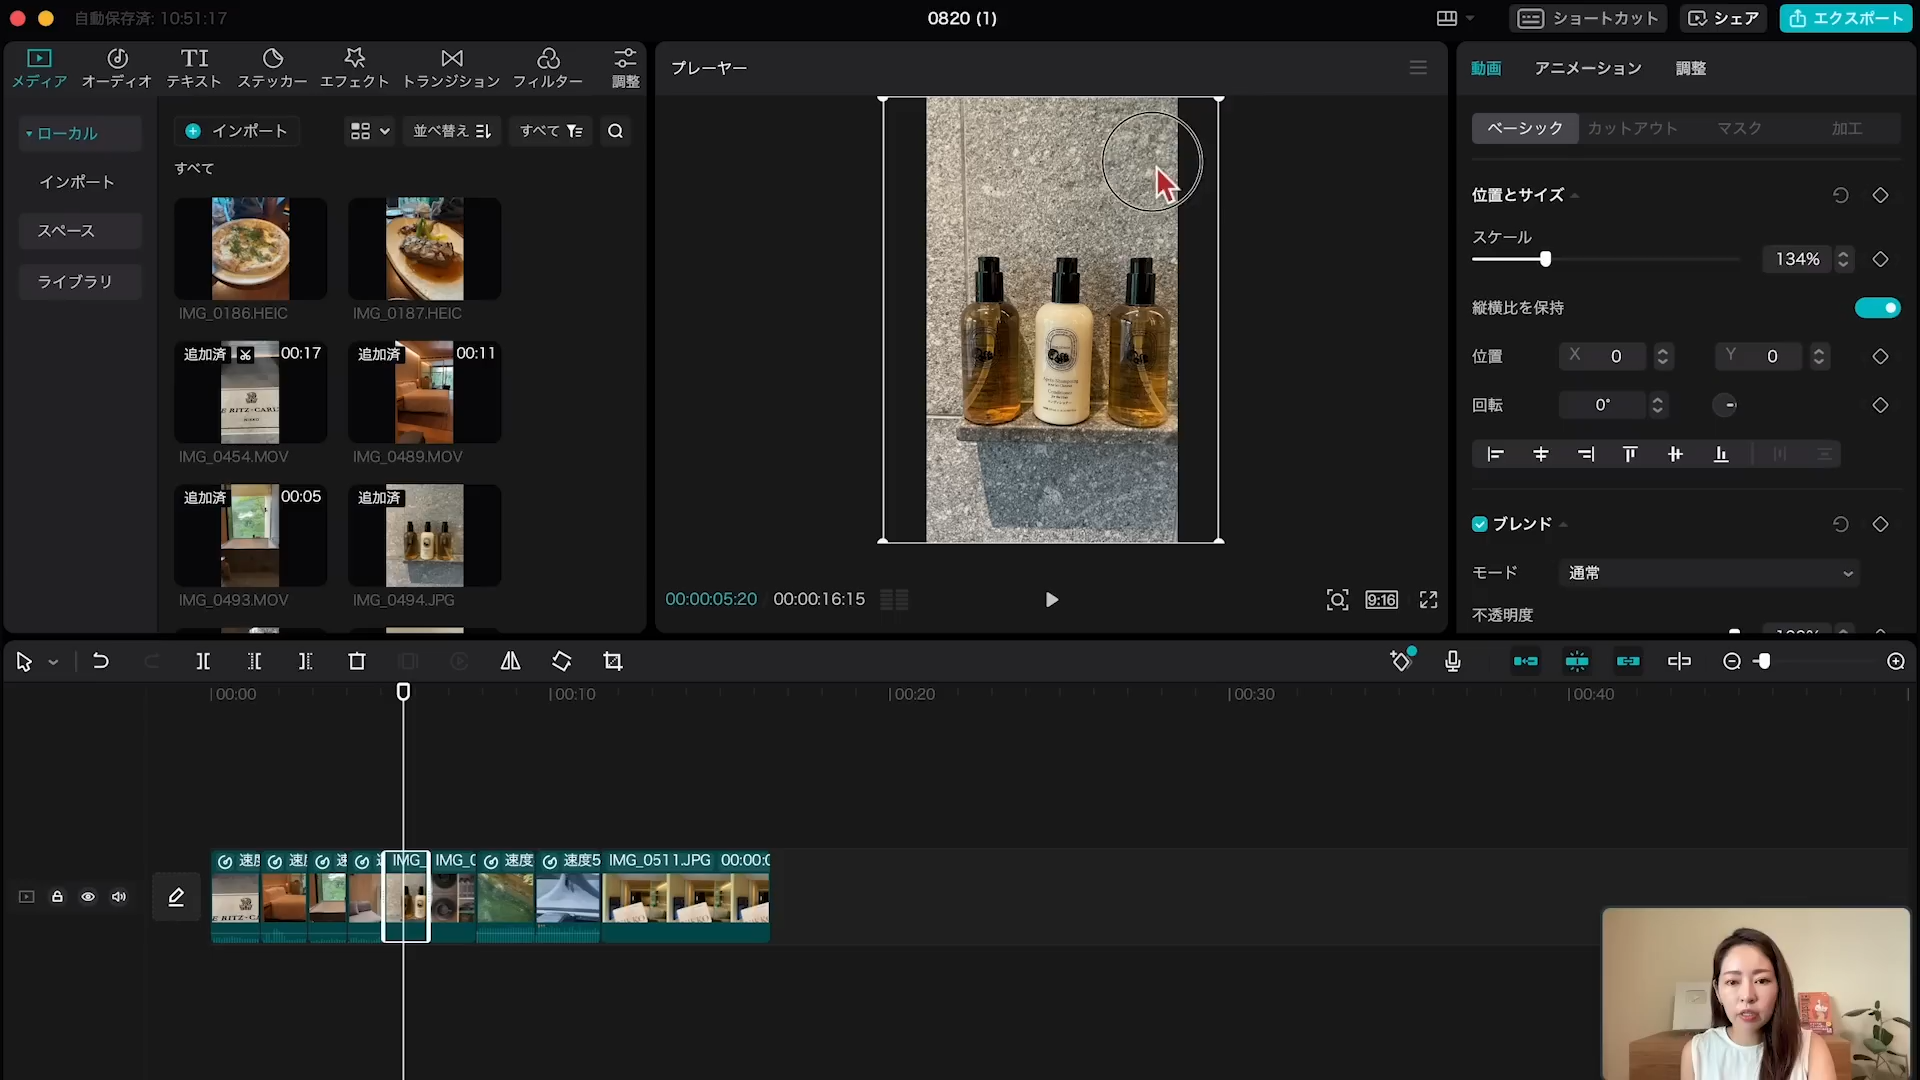 自動保存済: 10:51:17
0820 (1)
ショートカット
シェア
エクスポート
メディア
オーディオ
TI
テキスト
ステッカー
エフェクト
トランジション
フィルター
調整
ローカル
インポート
スペース
ライブラリ
インポート
並べ替え
すべて
すべて
IMG_0186.HEIC
IMG_0187.HEIC
追加済
00:17
追加済
00:11
IMG_0454.MOV
IMG_0489.MOV
追加済
00:05
追加済
IMG_0493.MOV
IMG_0494.JPG
プレーヤー
00:00:05:20
00:00:16:15
9:16
動画
アニメーション
調整
ベーシック
カットアウト
マスク
加工
位置とサイズ
スケール
134%
縦横比を保持
位置
X 0
Y 0
回転
0°
ブレンド
モード
通常
不透明度
00:00
00:10
00:20
00:30
00:40
速度
IMG_
IMG_0
速度
速度5
IMG_0511.JPG 00:00:0